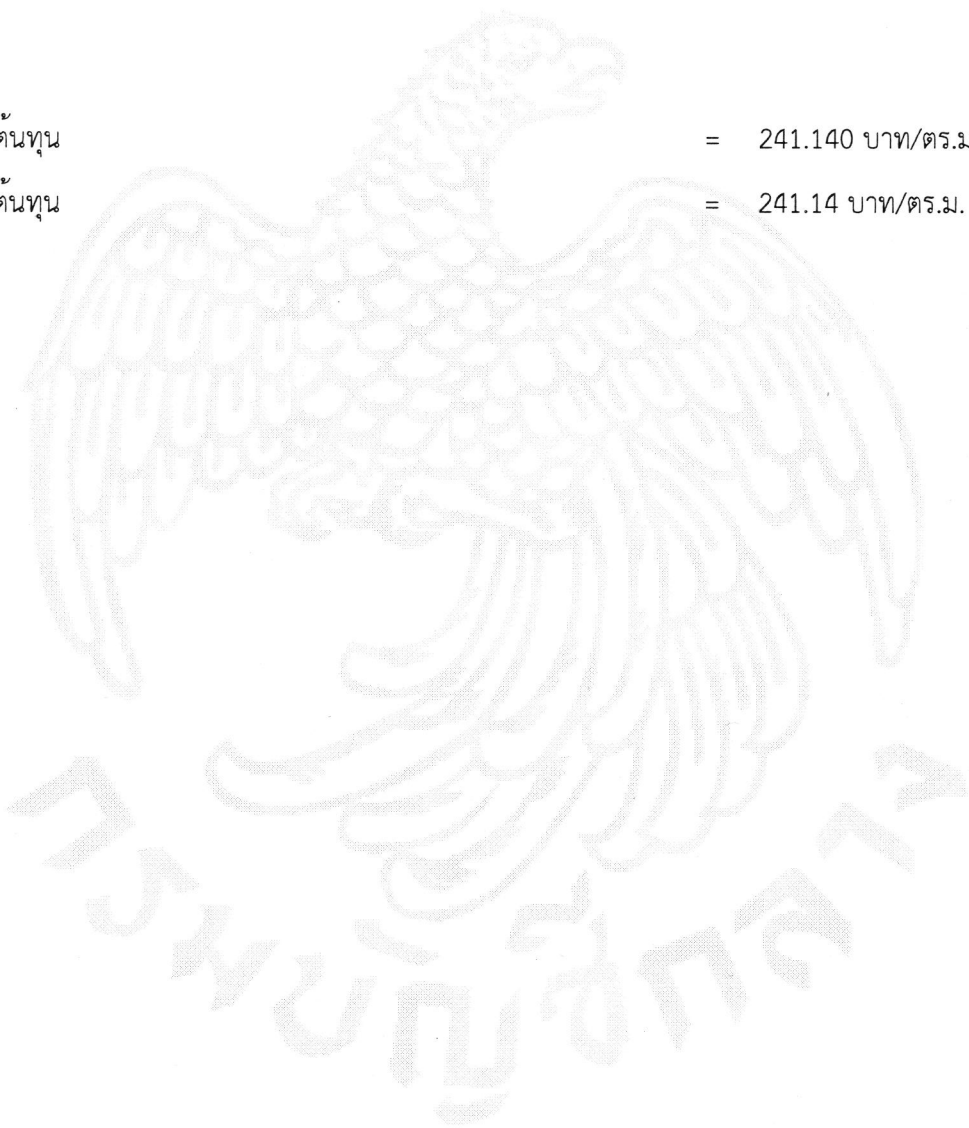 ต้นทุน = 241.140 บาท/ตร.ม
ต้นทุน = 241.14 บาท/ตร.ม.
กรมบัญชีกลาง